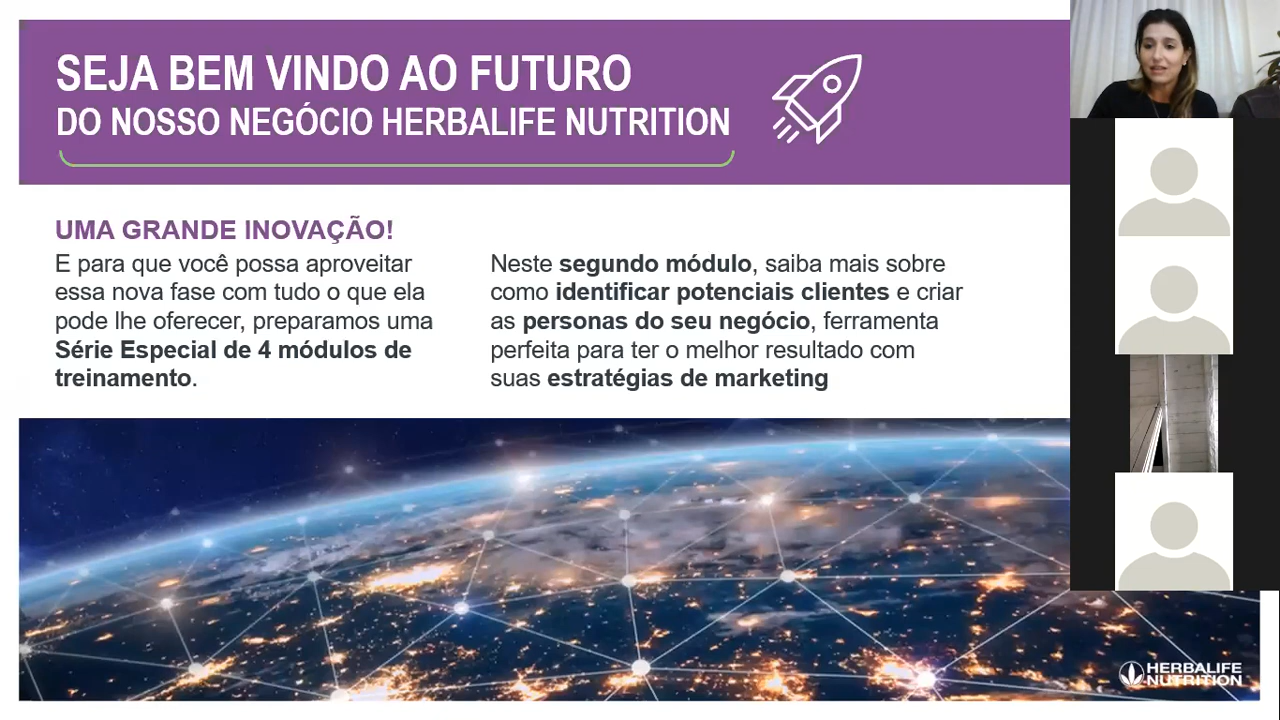 SEJA BEM VINDO AO FUTURO
DO NOSSO NEGÓCIO HERBALIFE NUTRITION
UMA GRANDE INOVAÇÃO!
E para que você possa aproveitar
essa nova fase com tudo o que ela
pode lhe oferecer, preparamos uma
Série Especial de 4 módulos de
treinamento.
Neste segundo módulo, saiba mais sobre
como identificar potenciais clientes e criar
as personas do seu negócio, ferramenta
perfeita para ter o melhor resultado com
suas estratégias de marketing
HERBALIFE
NUTRITION